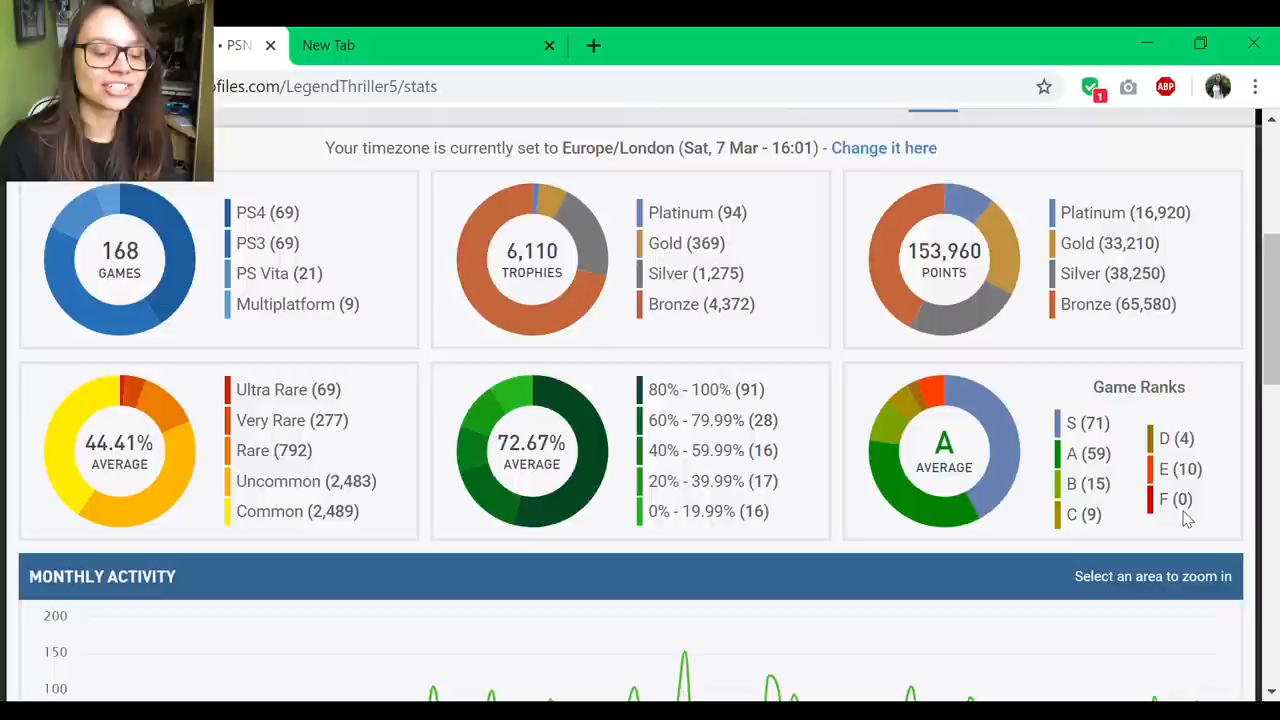 • PSN
New Tab
ofiles.com/LegendThriller5/stats
1
ABP
Your timezone is currently set to Europe/London (Sat, 7 Mar - 16:01) - Change it here
168
GAMES
PS4 (69)
PS3 (69)
PS Vita (21)
Multiplatform (9)
6,110
TROPHIES
Platinum (94)
Gold (369)
Silver (1,275)
Bronze (4,372)
153,960
POINTS
Platinum (16,920)
Gold (33,210)
Silver (38,250)
Bronze (65,580)
44.41%
AVERAGE
Ultra Rare (69)
Very Rare (277)
Rare (792)
Uncommon (2,483)
Common (2,489)
72.67%
AVERAGE
80% - 100% (91)
60% - 79.99% (28)
40% - 59.99% (16)
20% - 39.99% (17)
0% - 19.99% (16)
A
AVERAGE
Game Ranks
S (71)
A (59)
B (15)
C (9)
D (4)
E (10)
F (0)
MONTHLY ACTIVITY
Select an area to zoom in
200
150
100